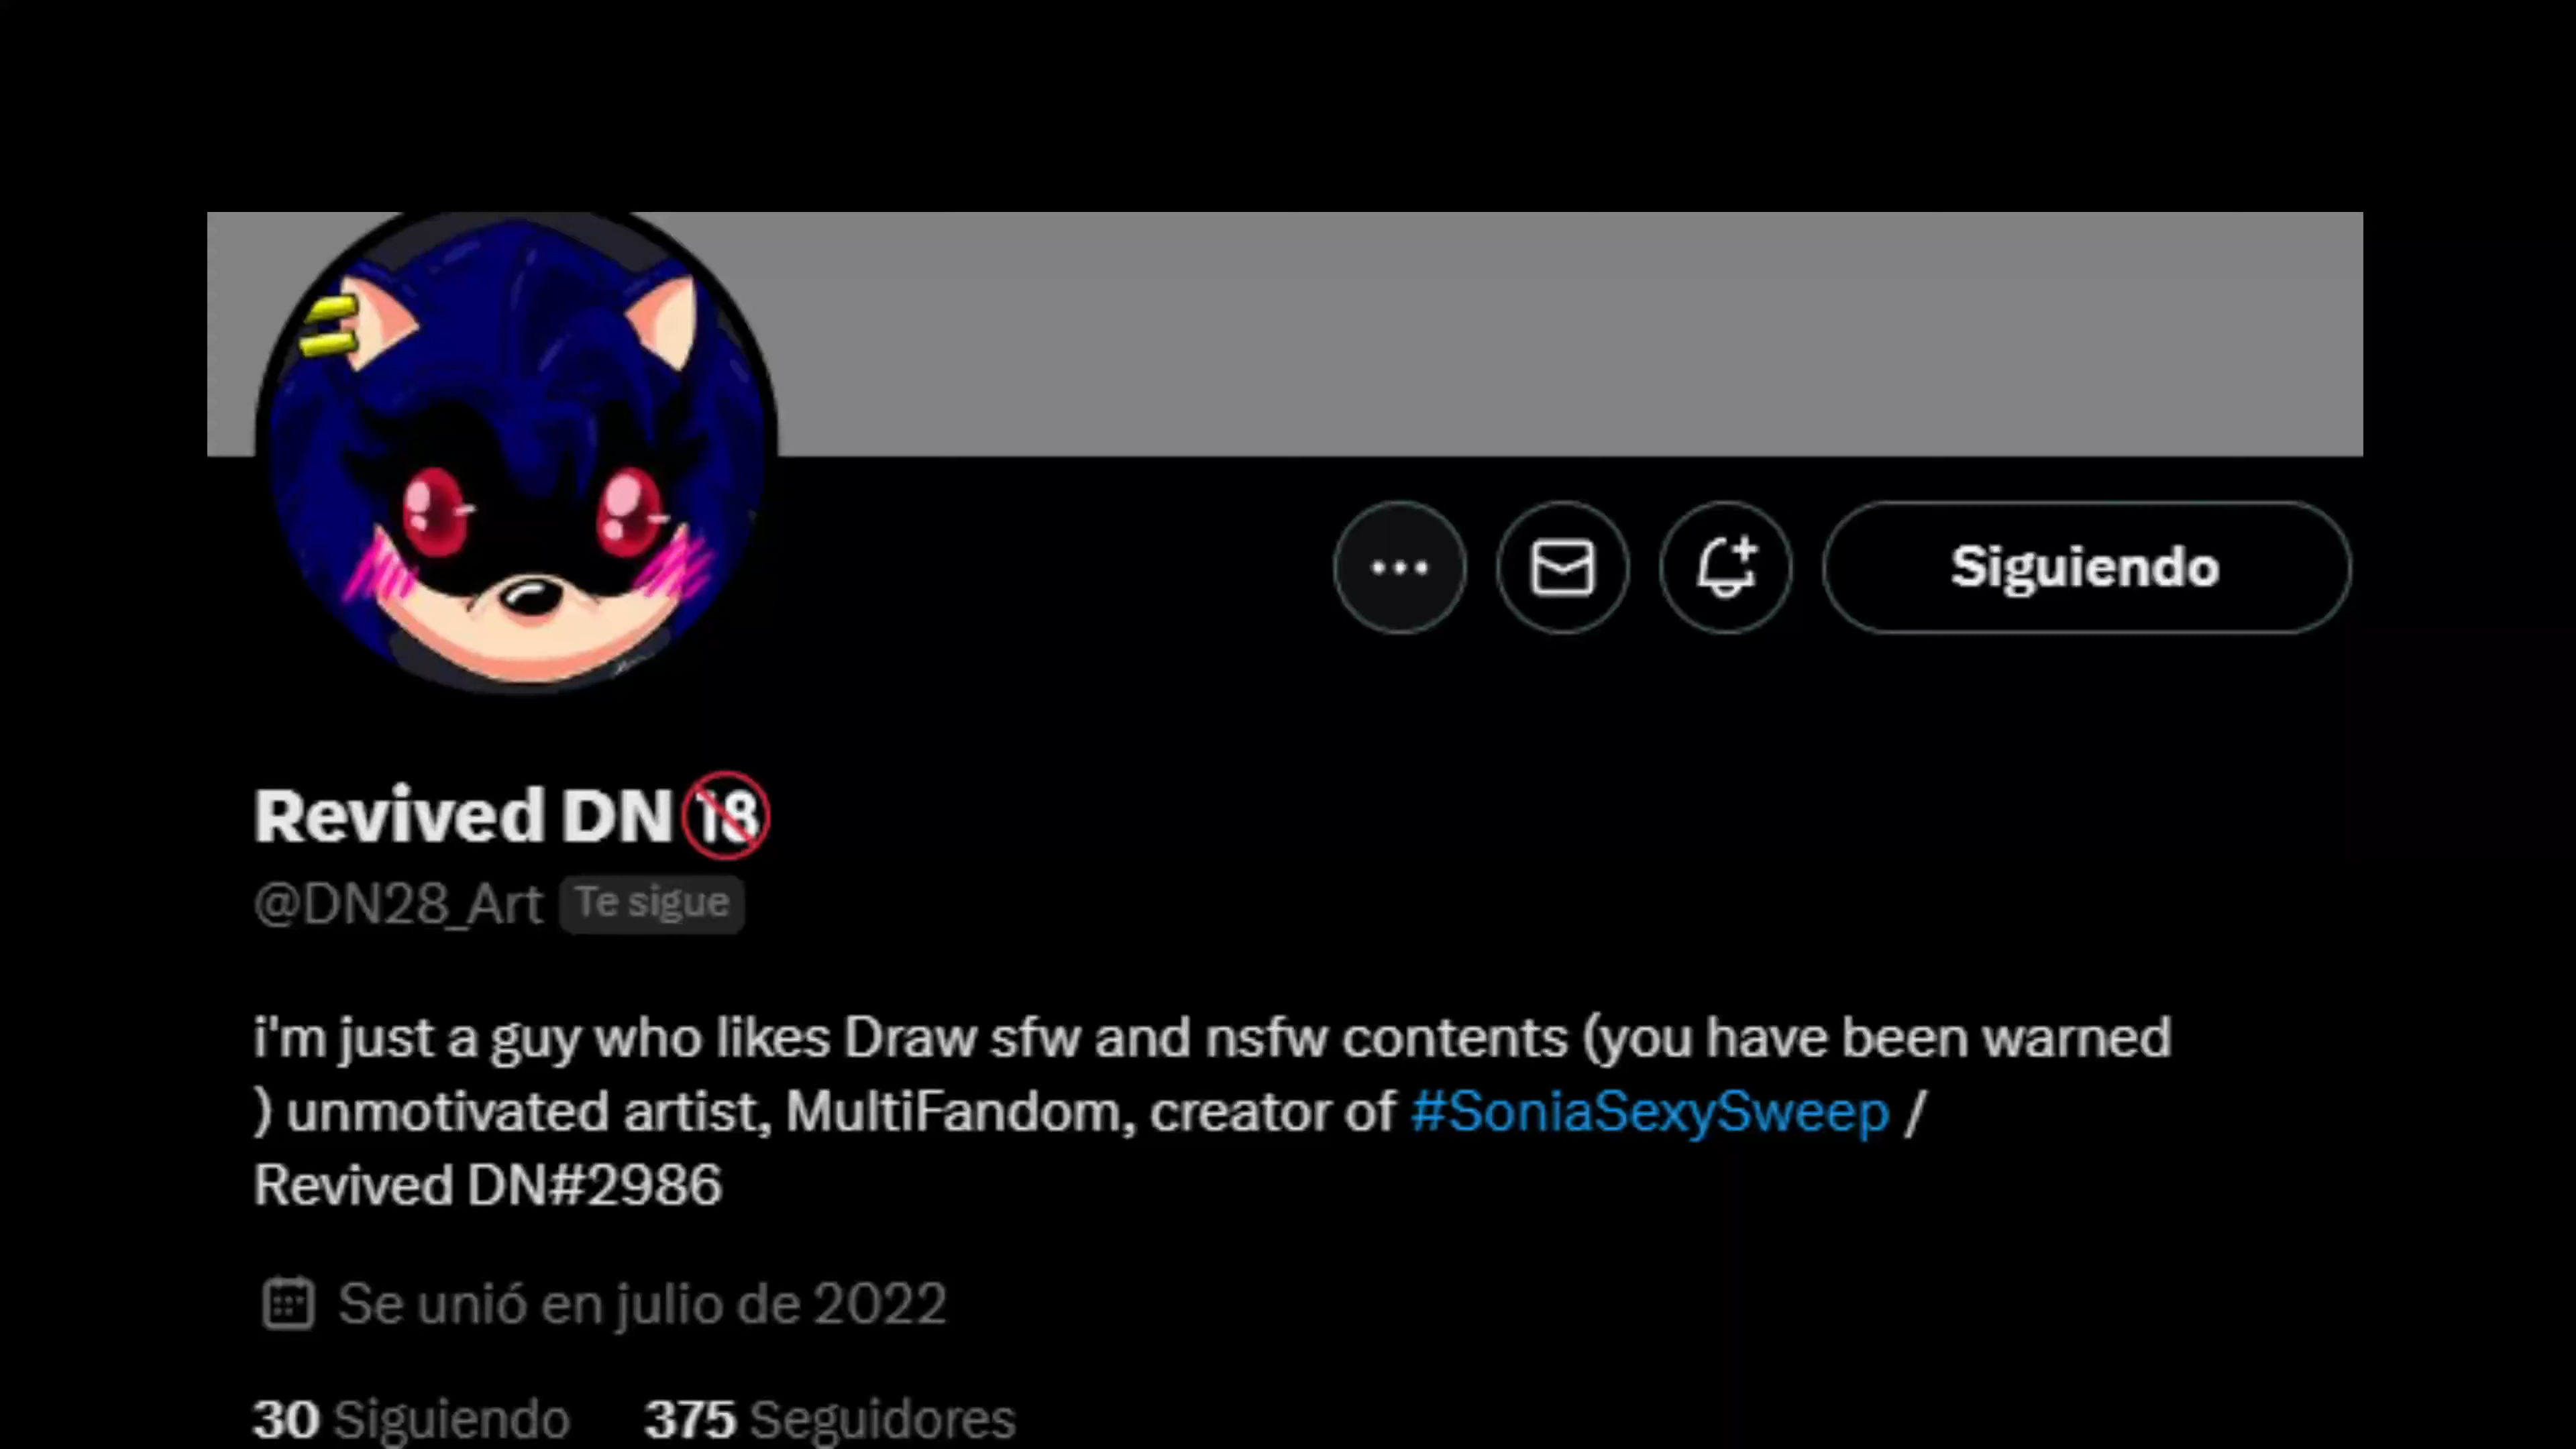 Revived DN🔞
@DN28_Art Te sigue
Siguiendo
i'm just a guy who likes Draw sfw and nsfw contents (you have been warned
) unmotivated artist, MultiFandom, creator of #SoniaSexySweep /
Revived DN#2986
Se unió en julio de 2022
30 Siguiendo 375 Seguidores